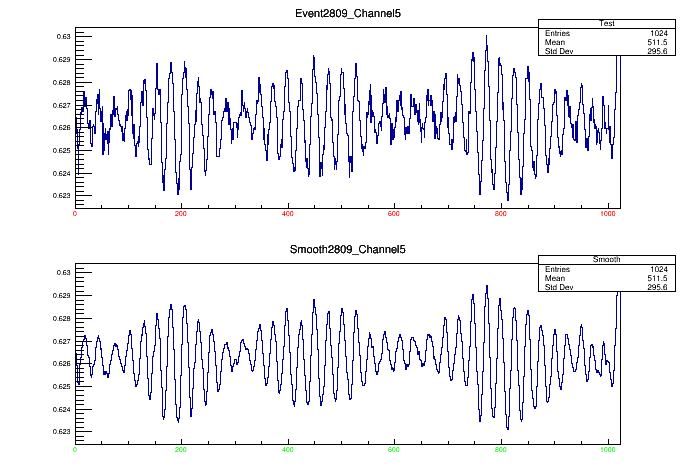 Event2809_Channel5
Test
Entries 1024
Mean 511.5
Std Dev 295.6
0.63
0.629
0.628
0.627
0.626
0.625
0.624
0.623
0 200 400 600 800 1000
Smooth2809_Channel5
Smooth
Entries 1024
Mean 511.5
Std Dev 295.6
0.63
0.629
0.628
0.627
0.626
0.625
0.624
0.623
0 200 400 600 800 1000